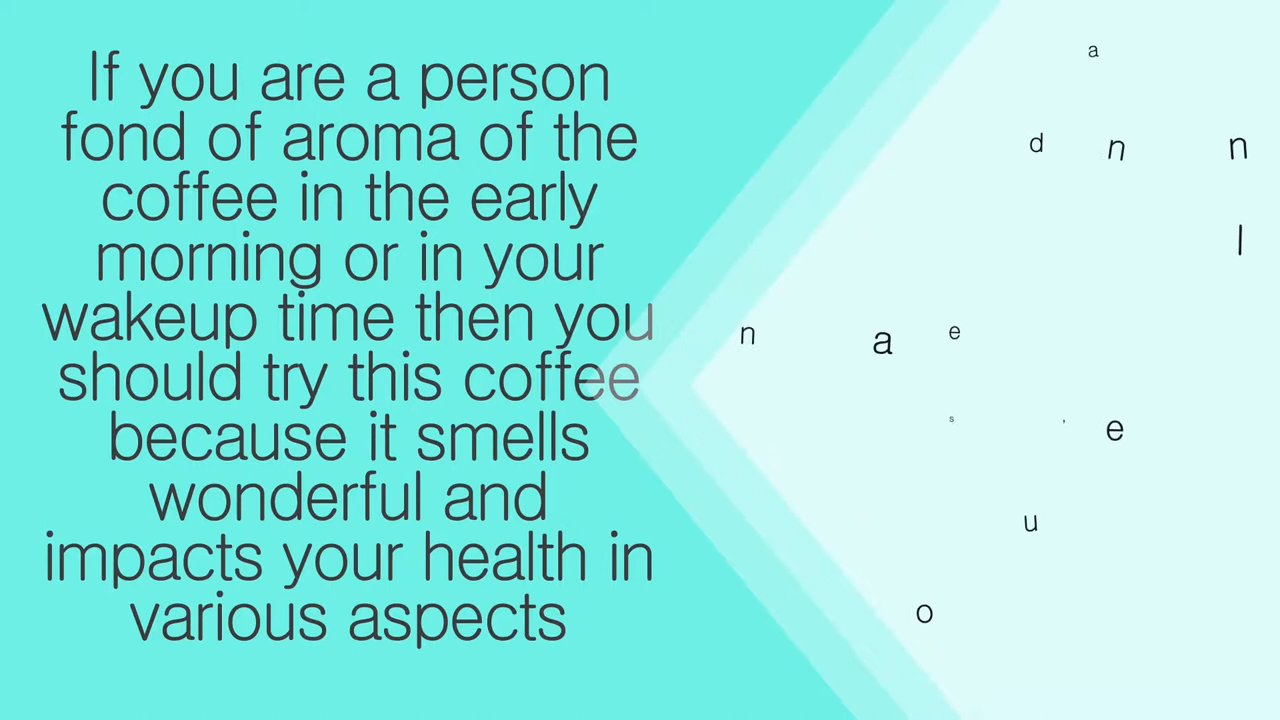 If you are a person
fond of aroma of the
coffee in the early
morning or in your
wakeup time then you
should try this coffee
because it smells
wonderful and
impacts your health in
various aspects
a
d n n
l
n a e
s ' e
u
o